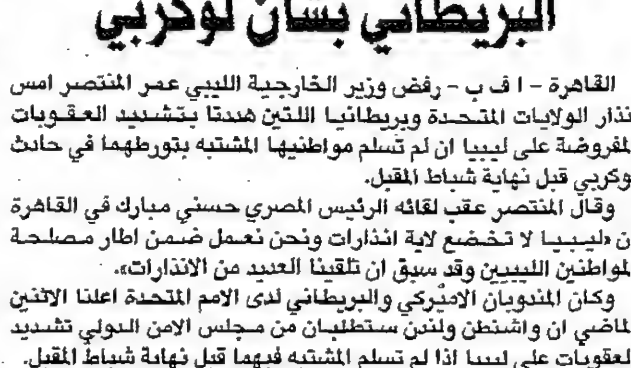 البريطاني بشأن لوكربي
القاهرة - ا ف ب - رفض وزير الخارجية الليبي عمر المنتصر امس
نذار الولايات المتحدة وبريطانيا اللتين هددتا بتشديد العقوبات
لمفروضة على ليبيا ان لم تسلم مواطنيها المشتبه بتورطهما في حادث
وكربي قبل نهاية شباط المقبل.
وقال المنتصر عقب لقائه الرئيس المصري حسني مبارك في القاهرة
ن «ليبيا لا تخضع لاية انذارات ونحن نعمل ضمن اطار مصلحة
لمواطنين الليبيين وقد سبق ان تلقينا العديد من الانذارات».
وكان المندوبان الاميركي والبريطاني لدى الامم المتحدة اعلنا الاثنين
لماضي ان واشنطن ولندن ستطلبان من مجلس الامن الدولي تشديد
لعقوبات على ليبيا اذا لم تسلم المشتبه فيهما قبل نهاية شباط المقبل.